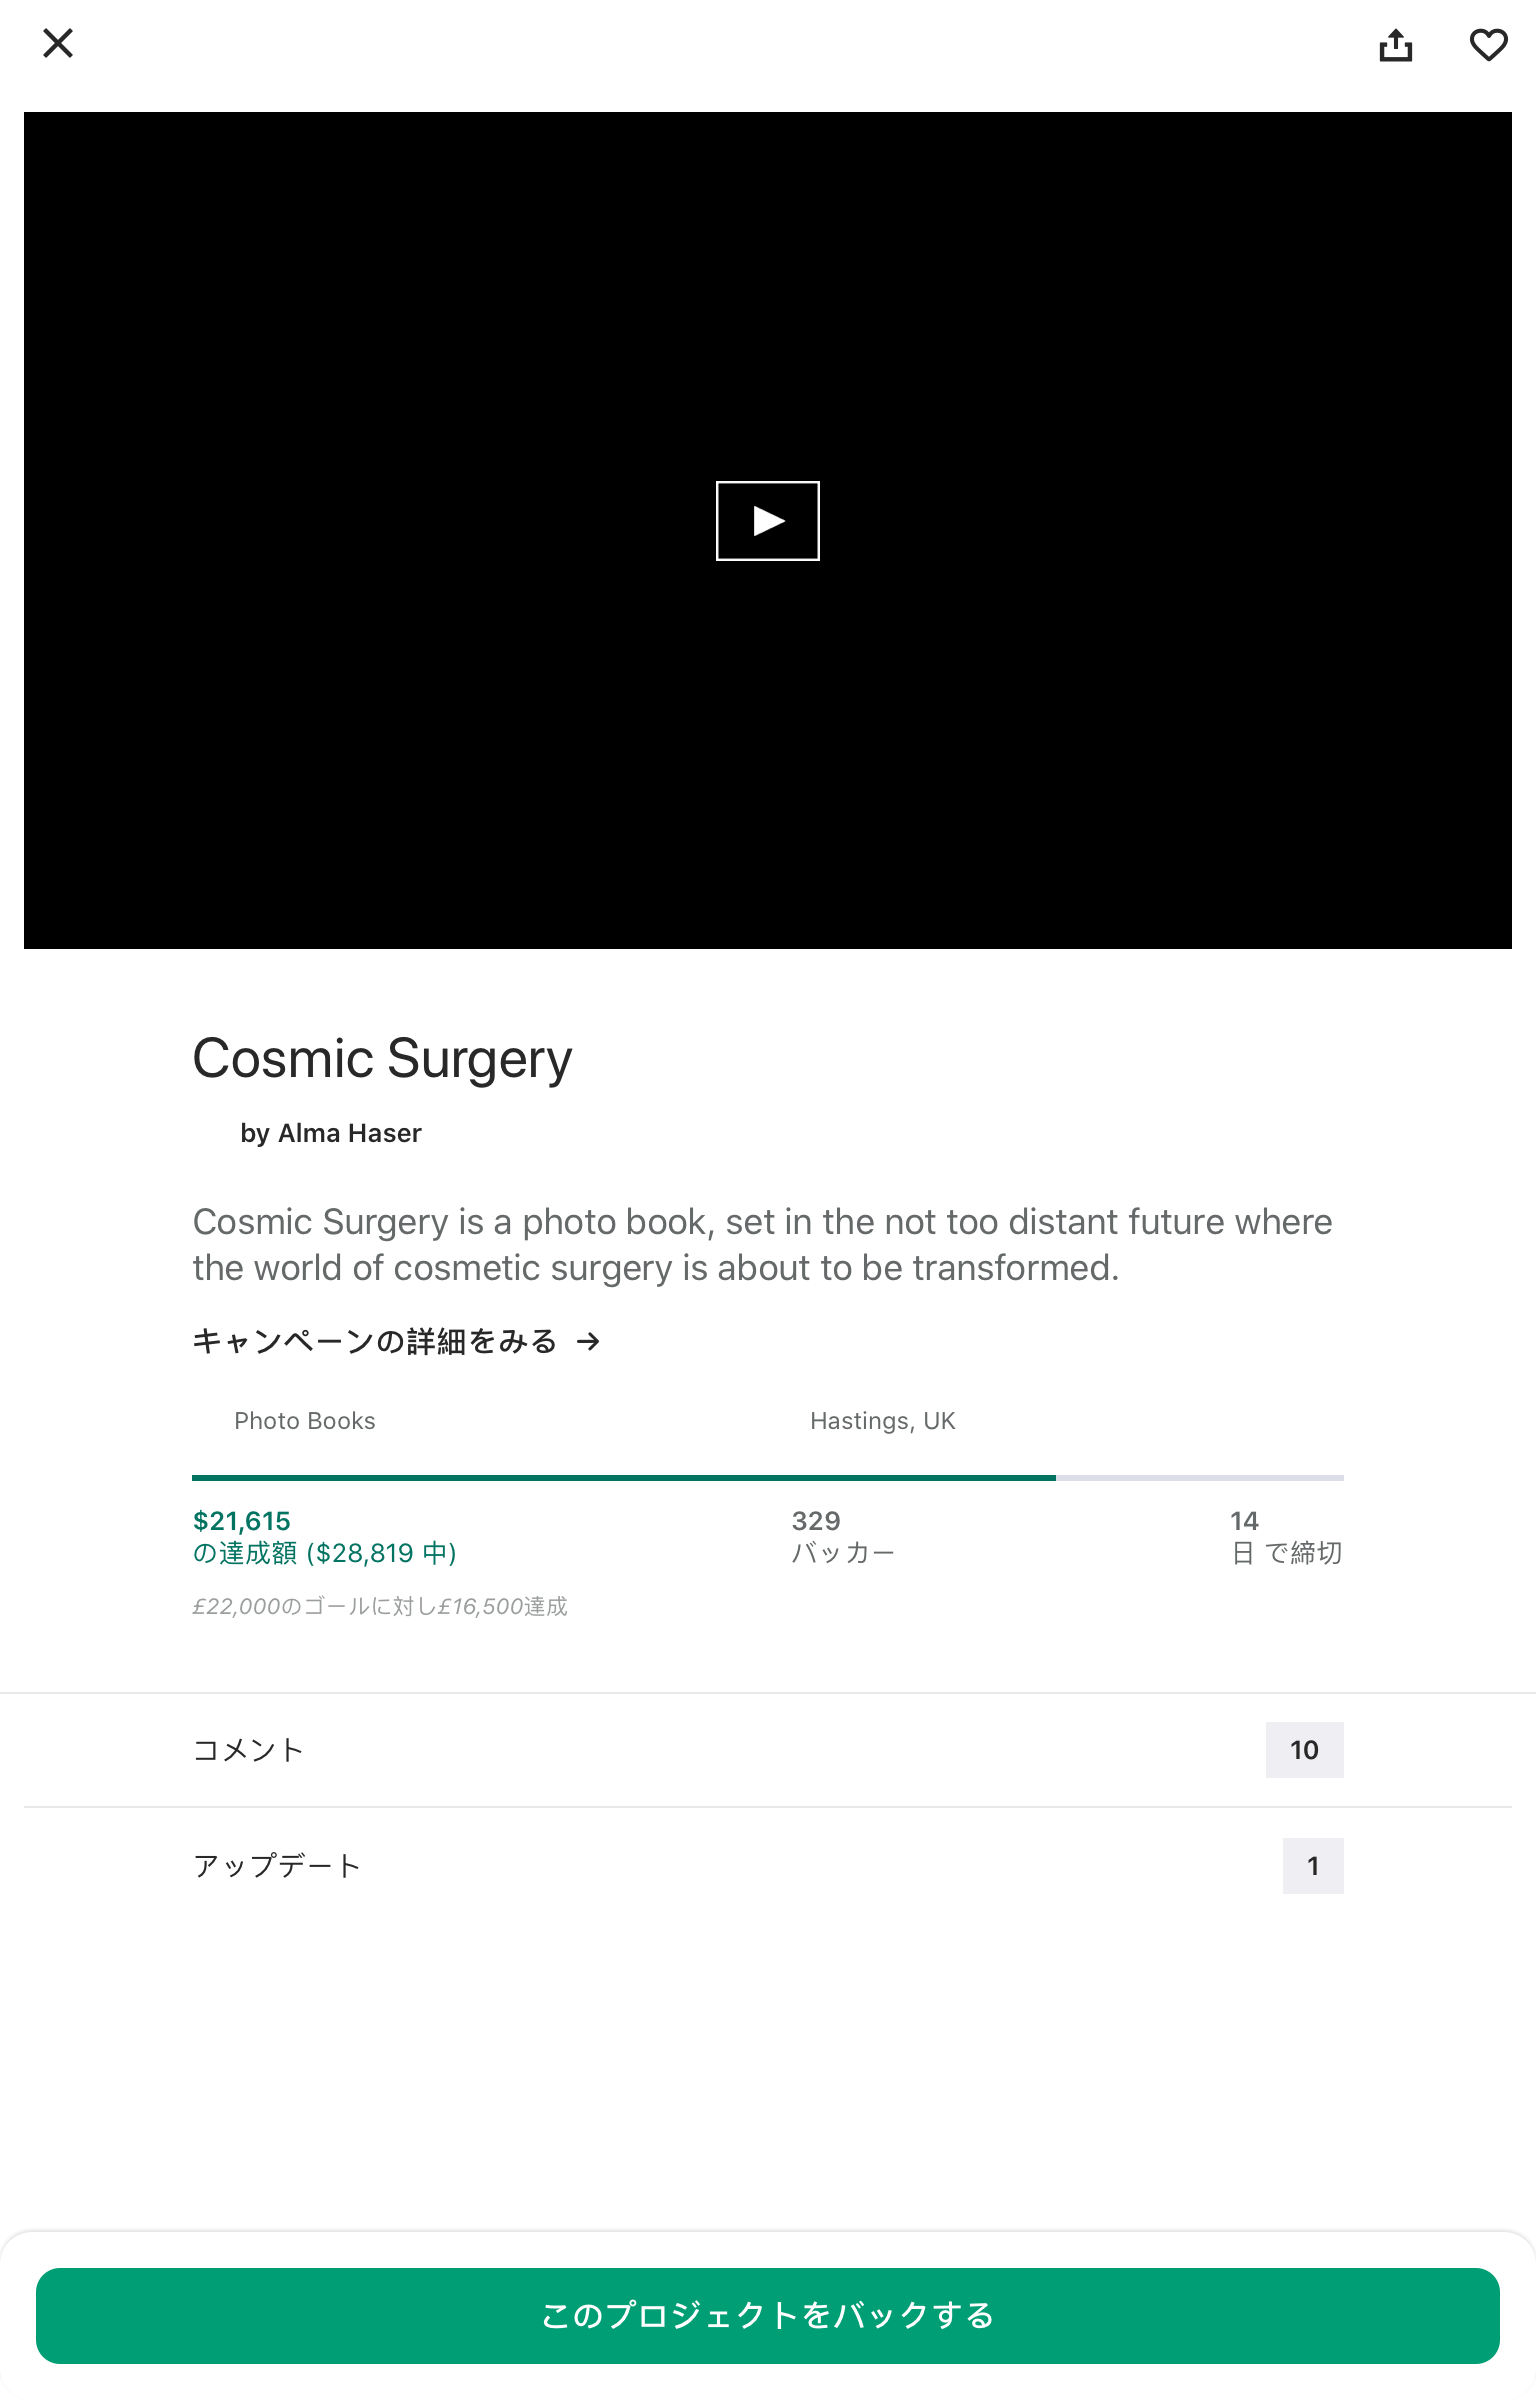 Cosmic Surgery
by Alma Haser
Cosmic Surgery is a photo book, set in the not too distant future where
the world of cosmetic surgery is about to be transformed.
キャンペーンの詳細をみる →
Photo Books
Hastings, UK
$21,615
の達成額 ($28,819 中)
329
バッカー
14
日 で締切
£22,000のゴールに対し£16,500達成
コメント
10
アップデート
1
このプロジェクトをバックする